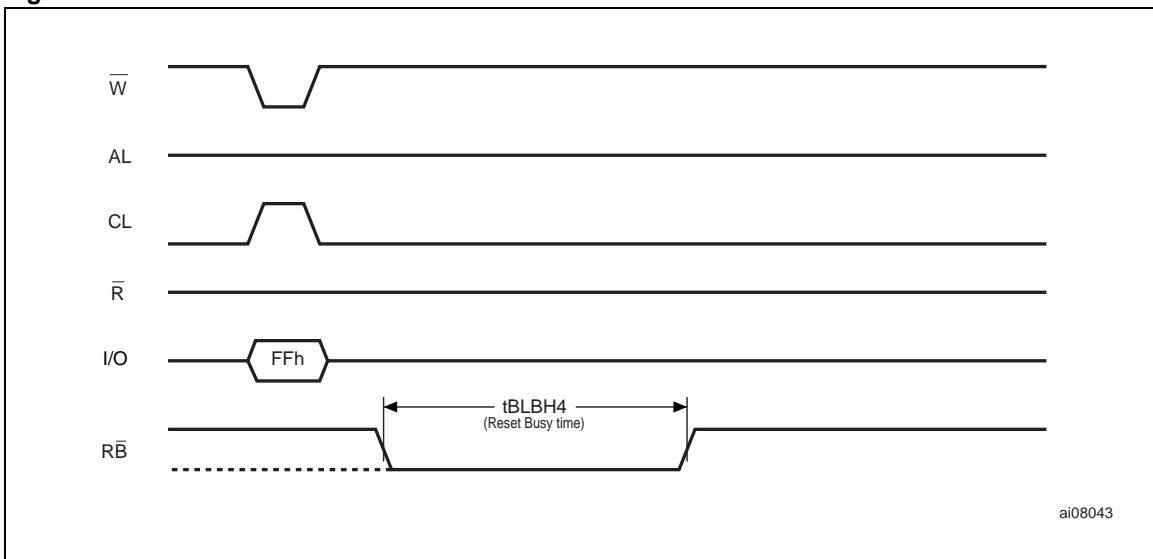 W̅
AL
CL
R̅
I/O
FFh
tBLBH4
(Reset Busy time)
RB̅
ai08043